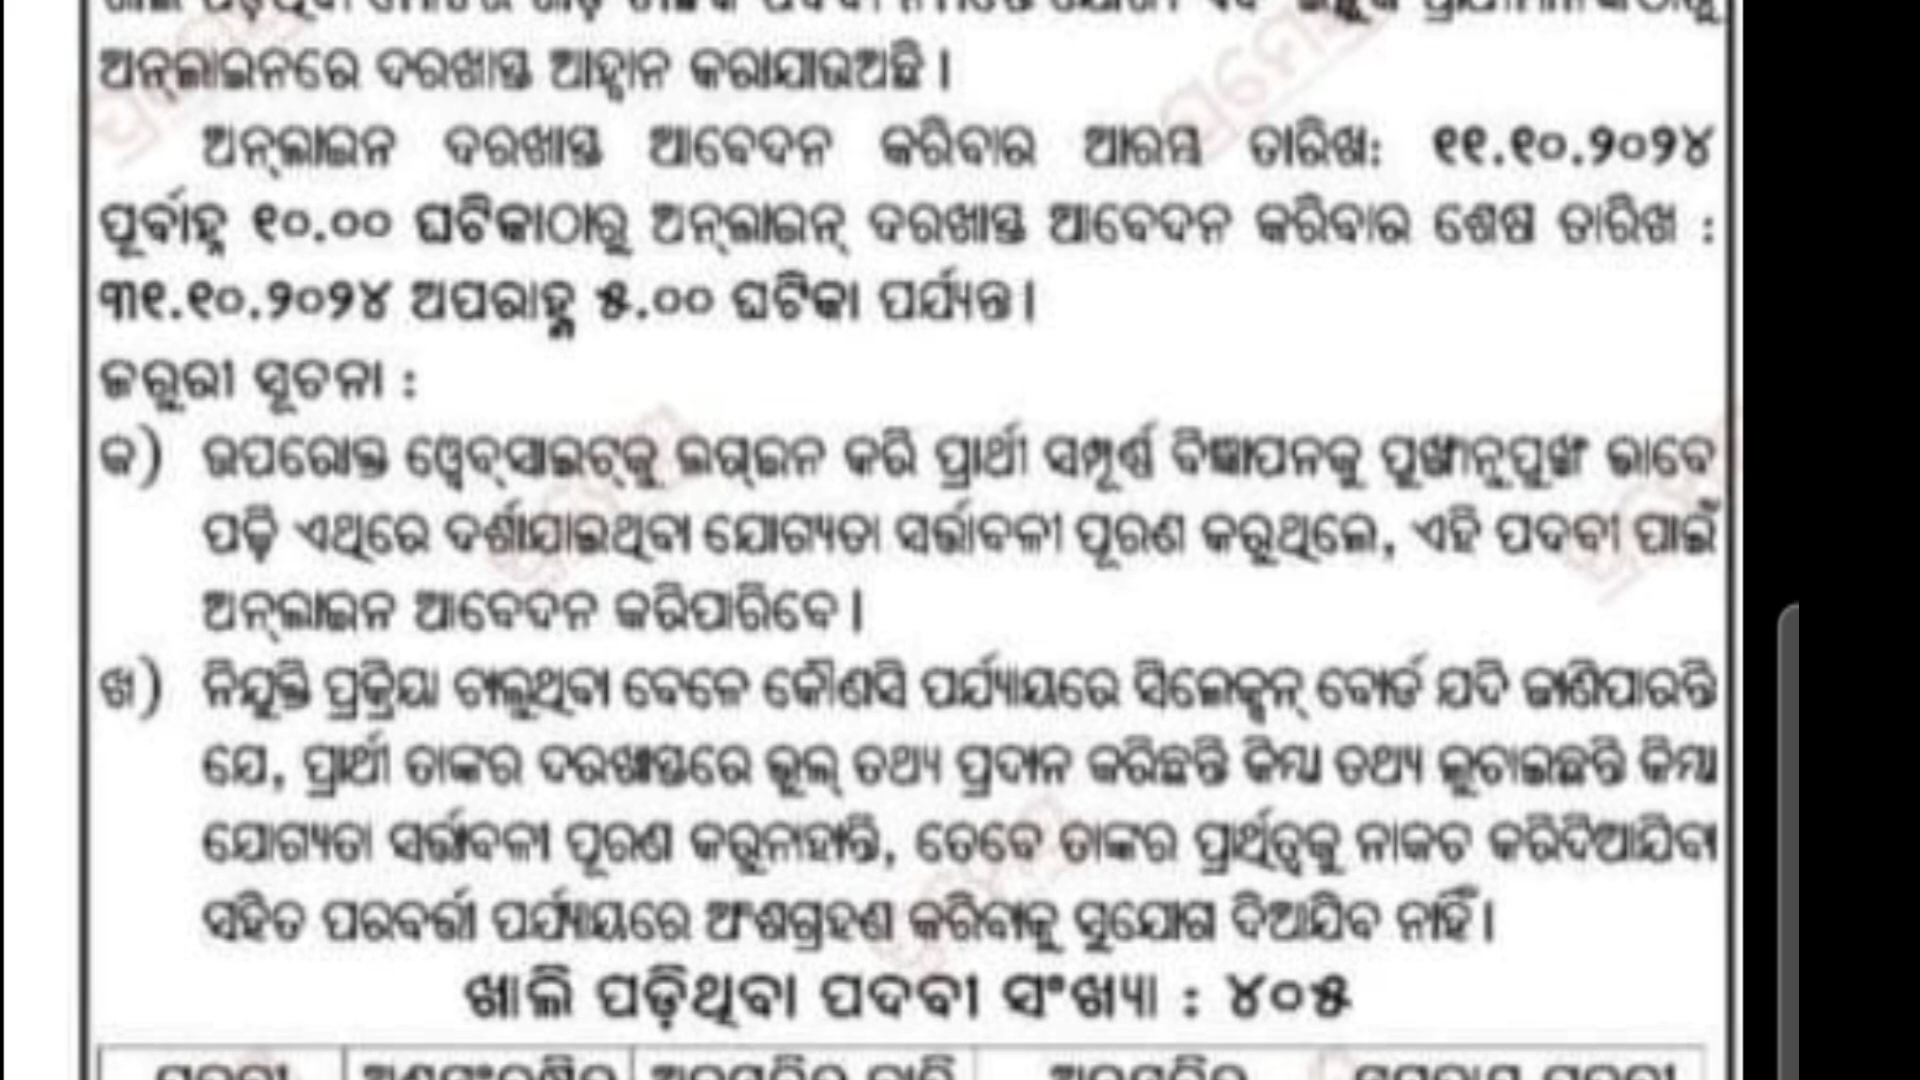 ଅନ୍‌ଲାଇନରେ ଦରଖାସ୍ତ ଆହ୍ୱାନ କରାଯାଉଅଛି।
ଅନ୍‌ଲାଇନ ଦରଖାସ୍ତ ଆବେଦନ କରିବାର ଆରମ୍ଭ ତାରିଖ: ୧୧.୧୦.୨୦୨୪
ପୂର୍ବାହ୍ନ ୧୦.୦୦ ଘଟିକାଠାରୁ ଅନ୍‌ଲାଇନ୍ ଦରଖାସ୍ତ ଆବେଦନ କରିବାର ଶେଷ ତାରିଖ :
୩୧.୧୦.୨୦୨୪ ଅପରାହ୍ନ ୫.୦୦ ଘଟିକା ପର୍ଯ୍ୟନ୍ତ।
ଜରୁରୀ ସୂଚନା :
କ) ଉପରୋକ୍ତ ୱେବ୍‌ସାଇଟ୍‌କୁ ଲଗ୍‌ଇନ କରି ପ୍ରାର୍ଥୀ ସମ୍ପୂର୍ଣ୍ଣ ବିଜ୍ଞାପନକୁ ପୁଙ୍ଖାନୁପୁଙ୍ଖ ଭାବେ
ପଢ଼ି ଏଥିରେ ଦର୍ଶାଯାଇଥିବା ଯୋଗ୍ୟତା ସର୍ତ୍ତାବଳୀ ପୂରଣ କରୁଥିଲେ, ଏହି ପଦବୀ ପାଇଁ
ଅନ୍‌ଲାଇନ ଆବେଦନ କରିପାରିବେ।
ଖ) ନିଯୁକ୍ତି ପ୍ରକ୍ରିୟା ଚାଲୁଥିବା ବେଳେ କୌଣସି ପର୍ଯ୍ୟାୟରେ ସିଲେକ୍ସନ୍ ବୋର୍ଡ ଯଦି ଜାଣିପାରନ୍ତି
ଯେ, ପ୍ରାର୍ଥୀ ତାଙ୍କର ଦରଖାସ୍ତରେ ଭୁଲ୍ ତଥ୍ୟ ପ୍ରଦାନ କରିଛନ୍ତି କିମ୍ବା ତଥ୍ୟ ଲୁଚାଇଛନ୍ତି କିମ୍ବା
ଯୋଗ୍ୟତା ସର୍ତ୍ତାବଳୀ ପୂରଣ କରୁନାହାନ୍ତି, ତେବେ ତାଙ୍କର ପ୍ରାର୍ଥିତ୍ୱକୁ ନାକଚ କରିଦିଆଯିବା
ସହିତ ପରବର୍ତ୍ତୀ ପର୍ଯ୍ୟାୟରେ ଅଂଶଗ୍ରହଣ କରିବାକୁ ସୁଯୋଗ ଦିଆଯିବ ନାହିଁ।
ଖାଲି ପଡ଼ିଥିବା ପଦବୀ ସଂଖ୍ୟା : ୪୦୫